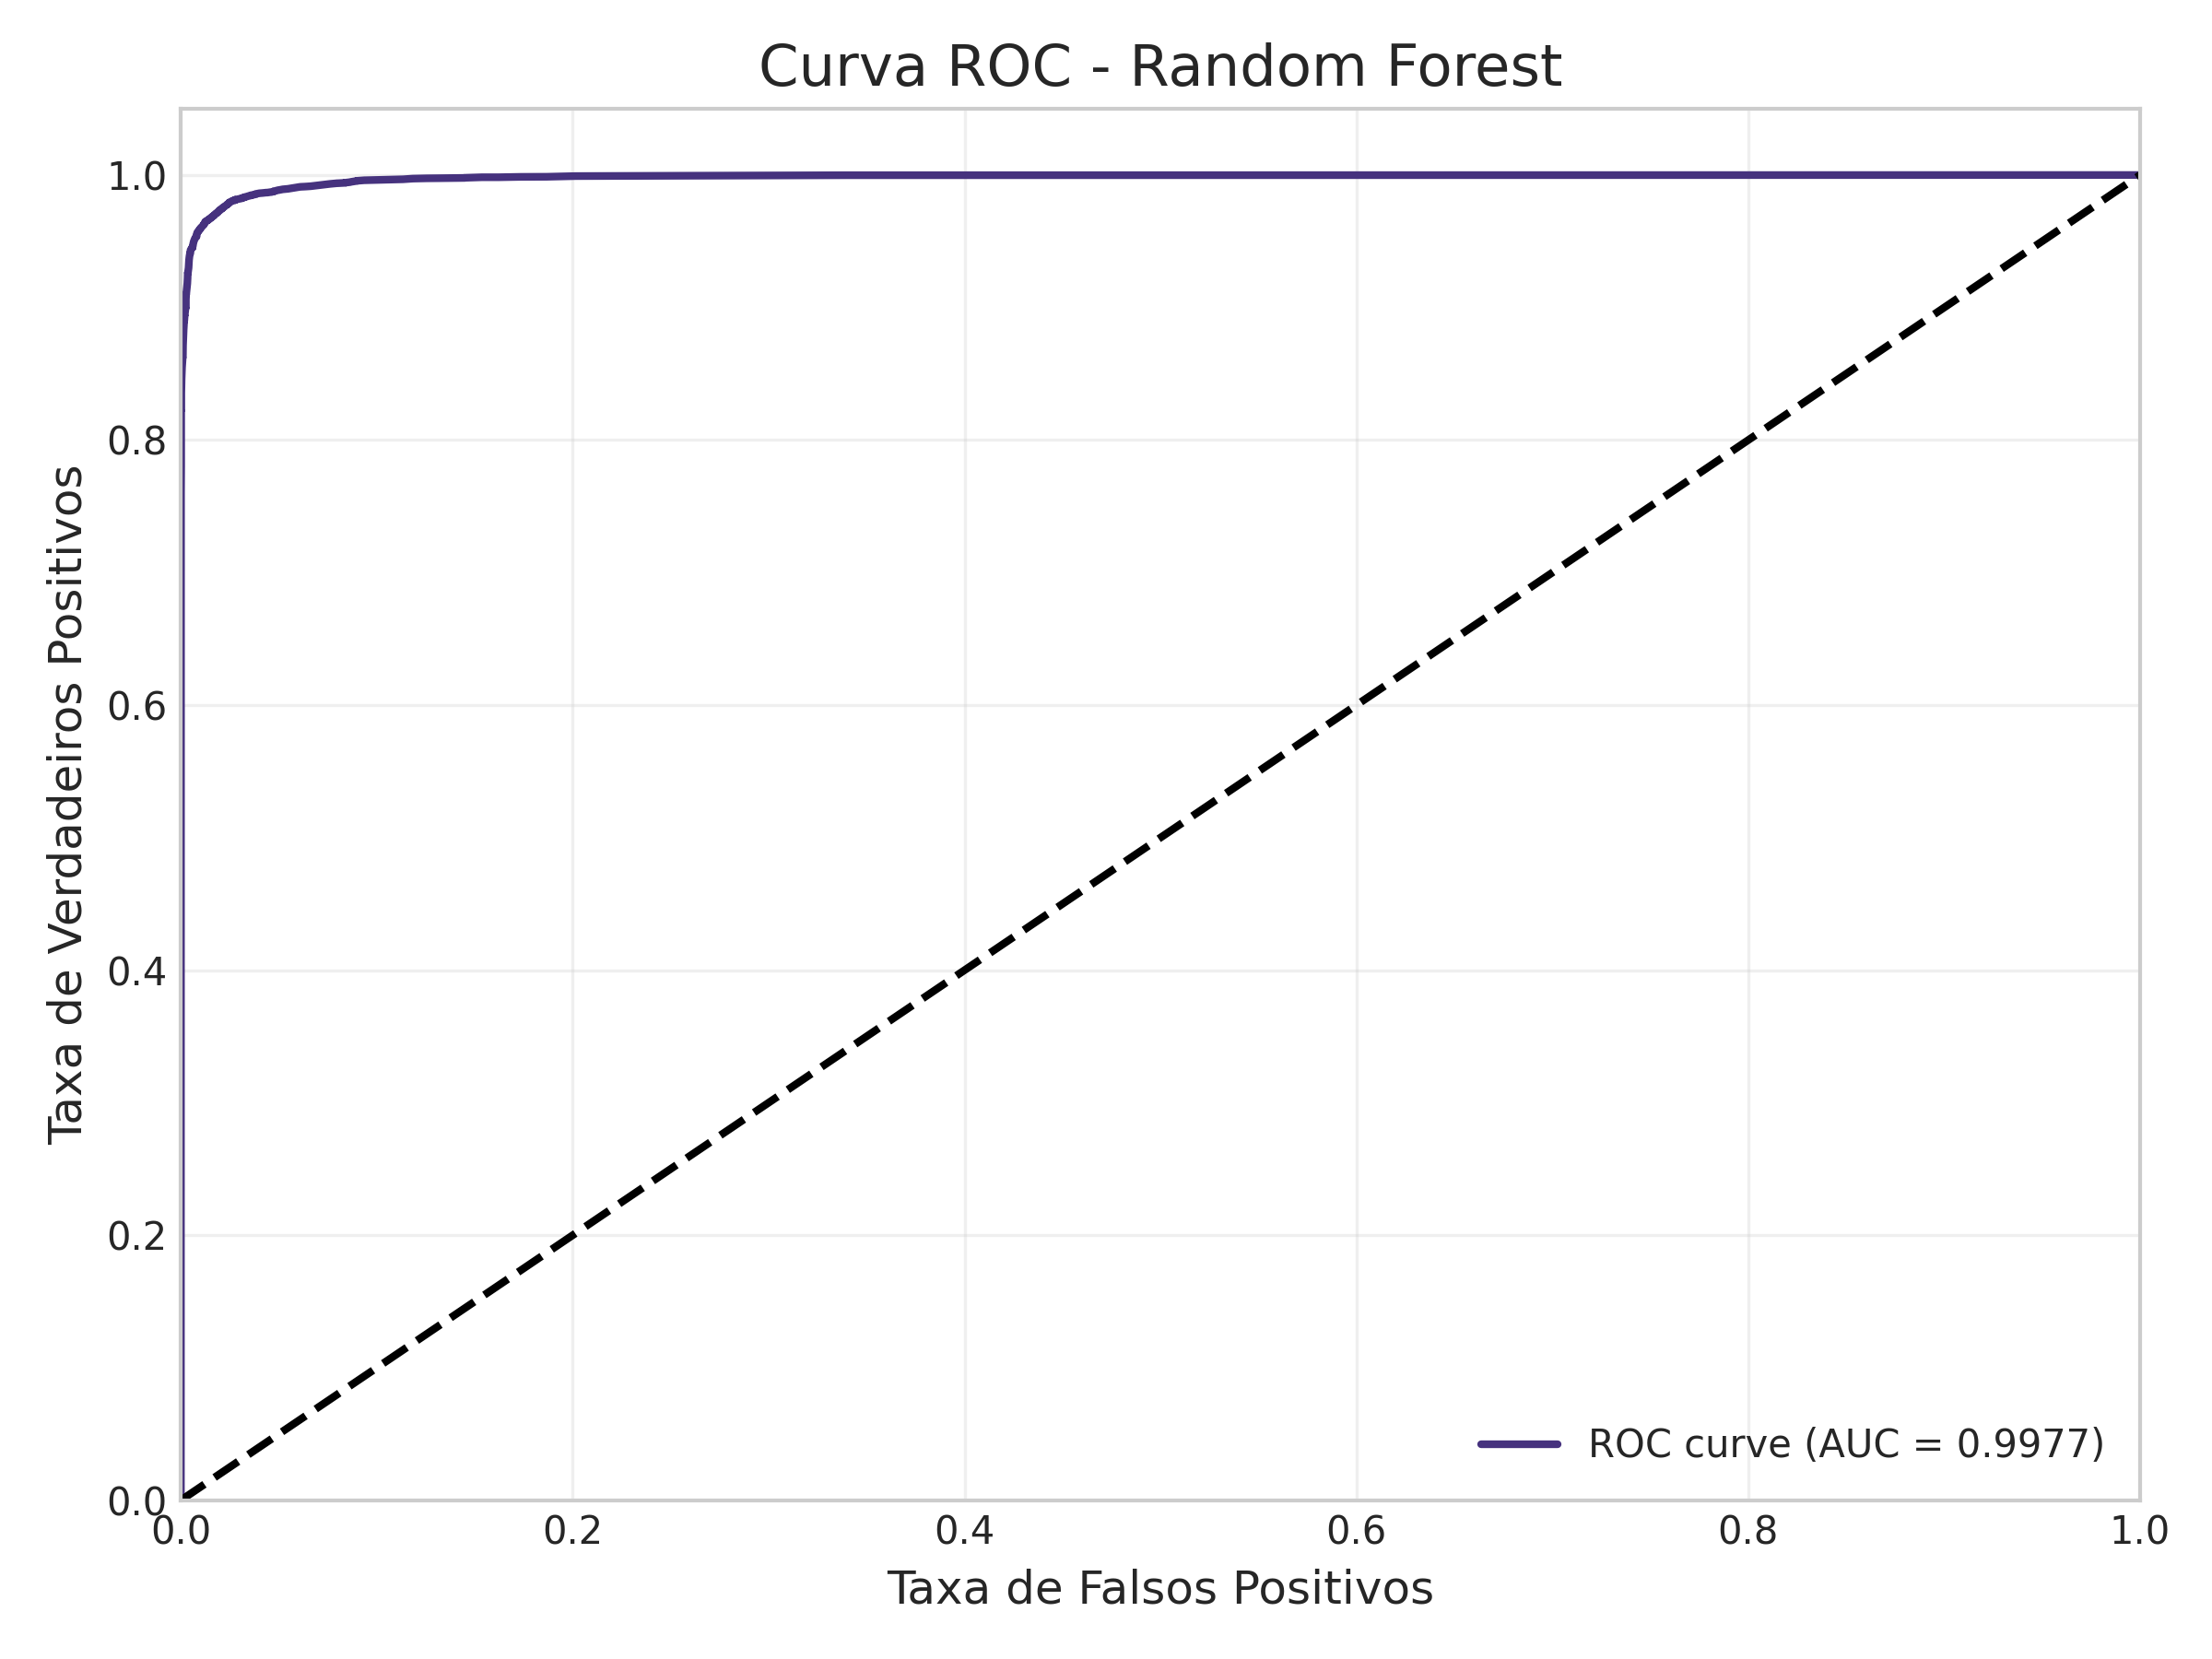 Curva ROC - Random Forest
Taxa de Verdadeiros Positivos
1.0
0.8
0.6
0.4
0.2
0.0
0.0 0.2 0.4 0.6 0.8 1.0
Taxa de Falsos Positivos
ROC curve (AUC = 0.9977)